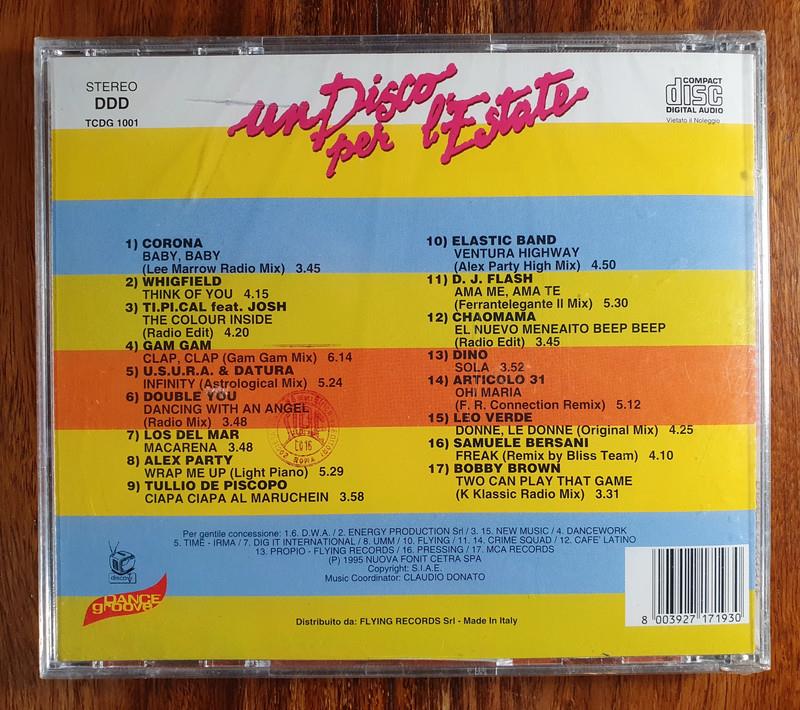 STEREO
DDD
TCDG 1001
un Disco
per l'Estate
COMPACT
disc
DIGITAL AUDIO
Vietato il Noleggio
1) CORONA
BABY, BABY
(Lee Marrow Radio Mix) 3.45
2) WHIGFIELD
THINK OF YOU 4.15
3) TI.PI.CAL feat. JOSH
THE COLOUR INSIDE
(Radio Edit) 4.20
4) GAM GAM
CLAP, CLAP (Gam Gam Mix) 6.14
5) U.S.U.R.A. & DATURA
INFINITY (Astrological Mix) 5.24
6) DOUBLE YOU
DANCING WITH AN ANGEL
(Radio Mix) 3.48
7) LOS DEL MAR
MACARENA 3.48
8) ALEX PARTY
WRAP ME UP (Light Piano) 5.29
9) TULLIO DE PISCOPO
CIAPA CIAPA AL MARUCHEIN 3.58
10) ELASTIC BAND
VENTURA HIGHWAY
(Alex Party High Mix) 4.50
11) D. J. FLASH
AMA ME, AMA TE
(Ferrantelegante II Mix) 5.30
12) CHAOMAMA
EL NUEVO MENEAITO BEEP BEEP
(Radio Edit) 3.45
13) DINO
SOLA 3.52
14) ARTICOLO 31
OHi MARIA
(F. R. Connection Remix) 5.12
15) LEO VERDE
DONNE, LE DONNE (Original Mix) 4.25
16) SAMUELE BERSANI
FREAK (Remix by Bliss Team) 4.10
17) BOBBY BROWN
TWO CAN PLAY THAT GAME
(K Klassic Radio Mix) 3.31
Per gentile concessione: 1.6. D.W.A. / 2. ENERGY PRODUCTION Srl / 3. 15. NEW MUSIC / 4. DANCEWORK
5. TIME - IRMA / 7. DIG IT INTERNATIONAL / 8. UMM / 10. FLYING / 11. 14. CRIME SQUAD / 12. CAFE' LATINO
13. PROPIO - FLYING RECORDS / 16. PRESSING / 17. MCA RECORDS
(P) 1995 NUOVA FONIT CETRA SPA
Copyright: S.I.A.E.
Music Coordinator: CLAUDIO DONATO
DANCE
groove
Distribuito da: FLYING RECORDS Srl - Made In Italy
8 003927 171930